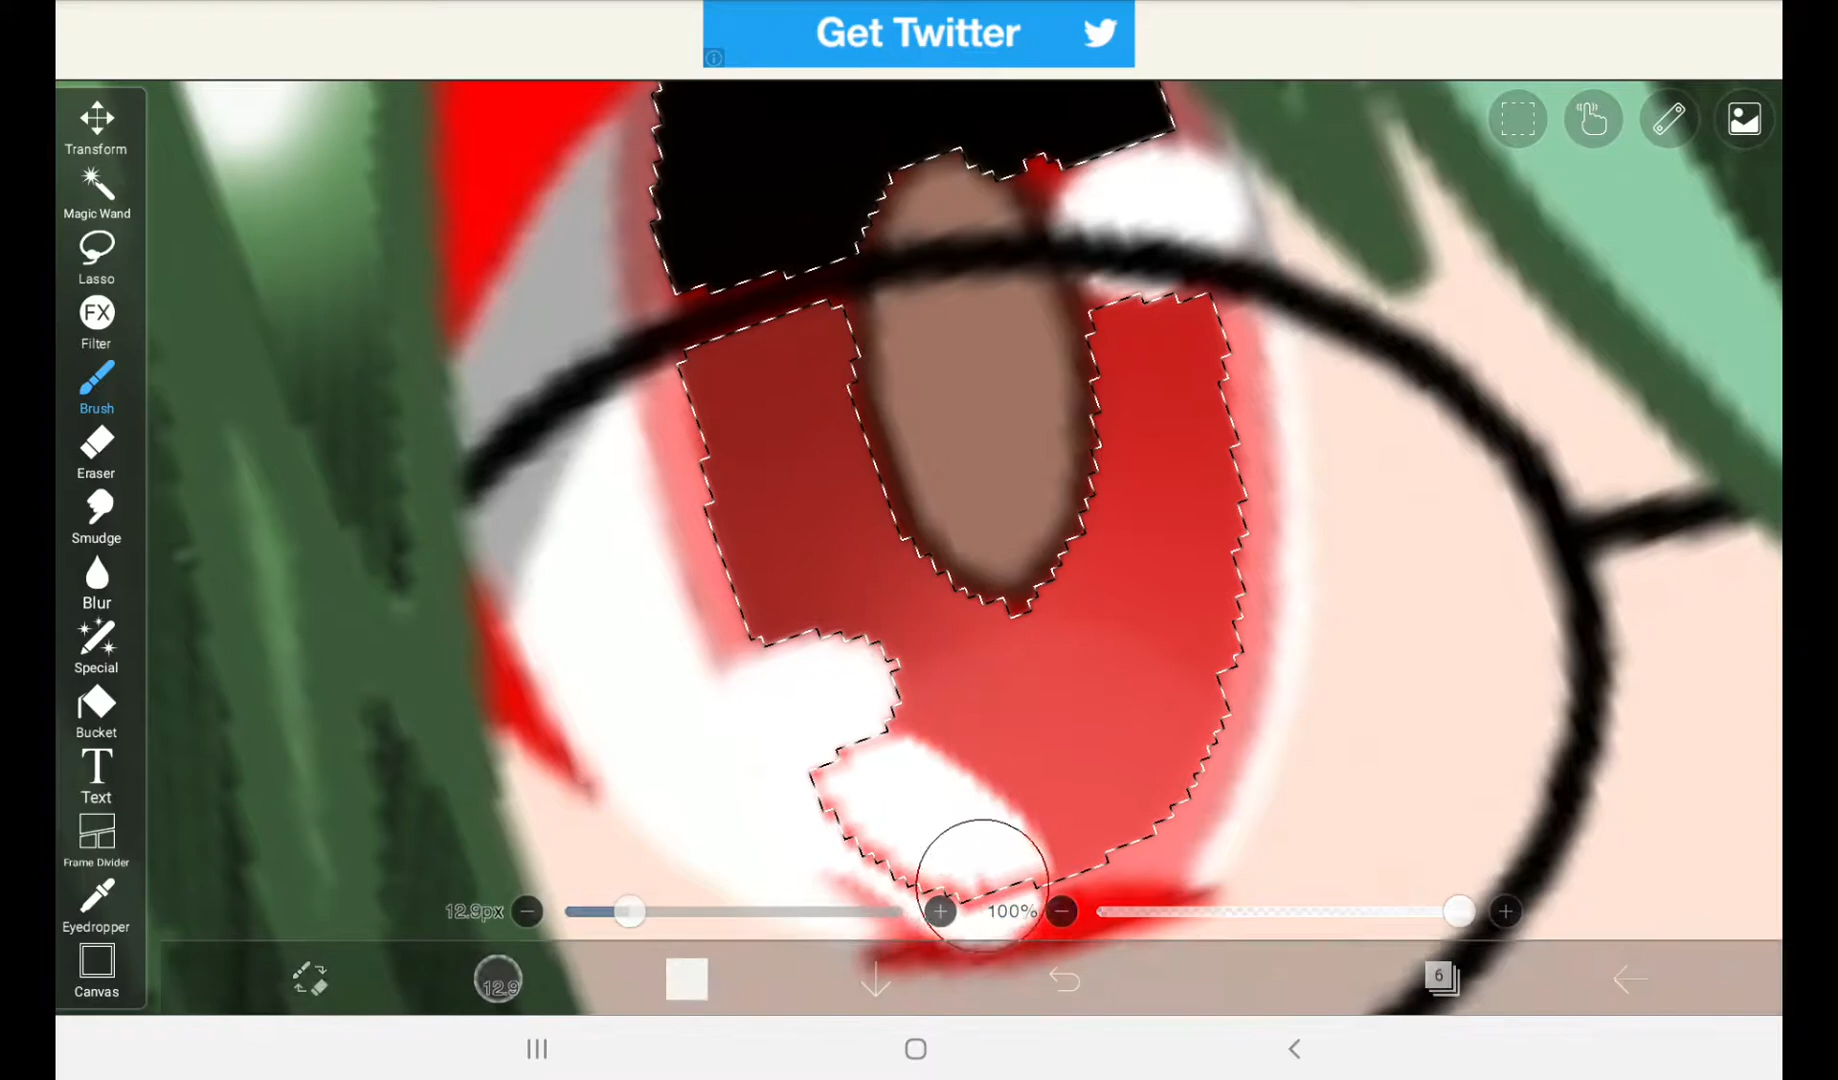 Get Twitter
Transform
Magic Wand
Lasso
FX
Filter
Brush
Eraser
Smudge
Blur
Special
Bucket
T
Text
Frame Divider
Eyedropper
Canvas
12.9px
100%
12.9
6